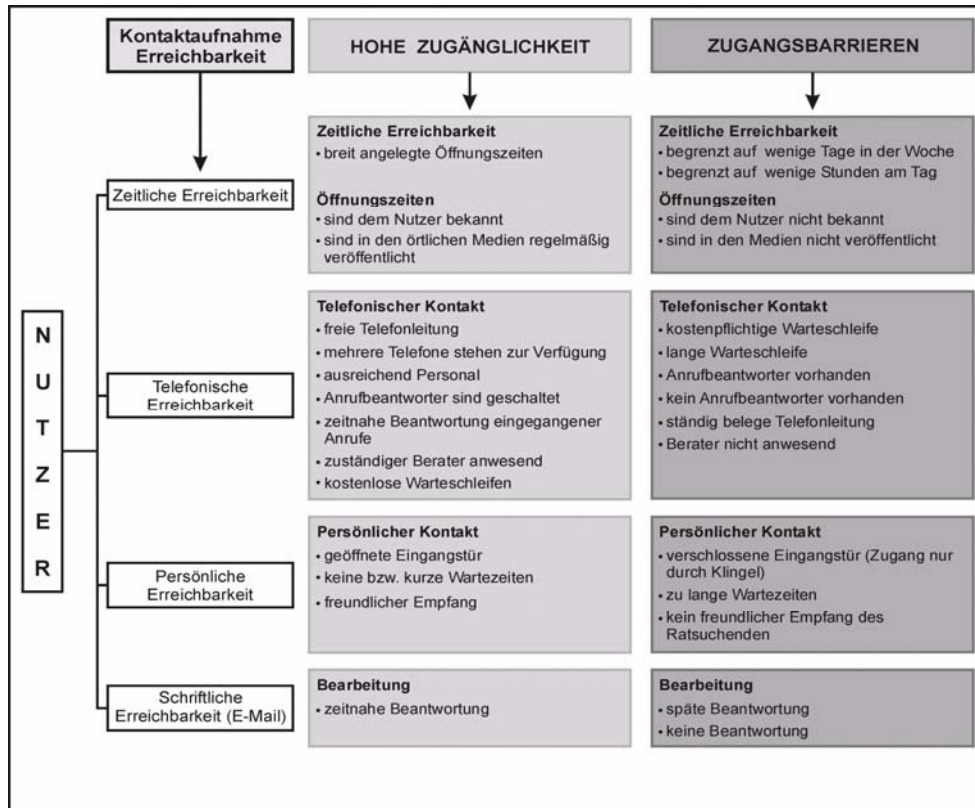 Kontaktaufnahme
Erreichbarkeit
HOHE ZUGÄNGLICHKEIT
ZUGANGSBARRIEREN
NUTZER
Zeitliche Erreichbarkeit
Zeitliche Erreichbarkeit
• breit angelegte Öffnungszeiten
Öffnungszeiten
• sind dem Nutzer bekannt
• sind in den örtlichen Medien regelmäßig
veröffentlicht
Zeitliche Erreichbarkeit
• begrenzt auf wenige Tage in der Woche
• begrenzt auf wenige Stunden am Tag
Öffnungszeiten
• sind dem Nutzer nicht bekannt
• sind in den Medien nicht veröffentlicht
Telefonische
Erreichbarkeit
Telefonischer Kontakt
• freie Telefonleitung
• mehrere Telefone stehen zur Verfügung
• ausreichend Personal
• Anrufbeantworter sind geschaltet
• zeitnahe Beantwortung eingegangener
Anrufe
• zuständiger Berater anwesend
• kostenlose Warteschleifen
Telefonischer Kontakt
• kostenpflichtige Warteschleife
• lange Warteschleife
• Anrufbeantworter vorhanden
• kein Anrufbeantworter vorhanden
• ständig belege Telefonleitung
• Berater nicht anwesend
Persönliche
Erreichbarkeit
Persönlicher Kontakt
• geöffnete Eingangstür
• keine bzw. kurze Wartezeiten
• freundlicher Empfang
Persönlicher Kontakt
• verschlossene Eingangstür (Zugang nur
durch Klingel)
• zu lange Wartezeiten
• kein freundlicher Empfang des
Ratsuchenden
Schriftliche
Erreichbarkeit (E-Mail)
Bearbeitung
• zeitnahe Beantwortung
Bearbeitung
• späte Beantwortung
• keine Beantwortung